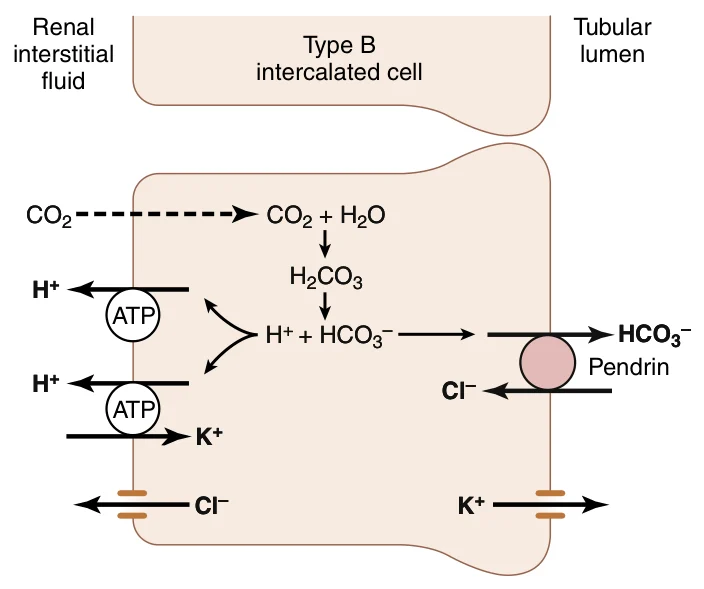 Renal
interstitial
fluid
Type B
intercalated cell
Tubular
lumen
CO₂
CO₂ + H₂O
H₂CO₃
H⁺
ATP
H⁺ + HCO₃⁻
HCO₃⁻
Pendrin
Cl⁻
H⁺
ATP
K⁺
Cl⁻
K⁺